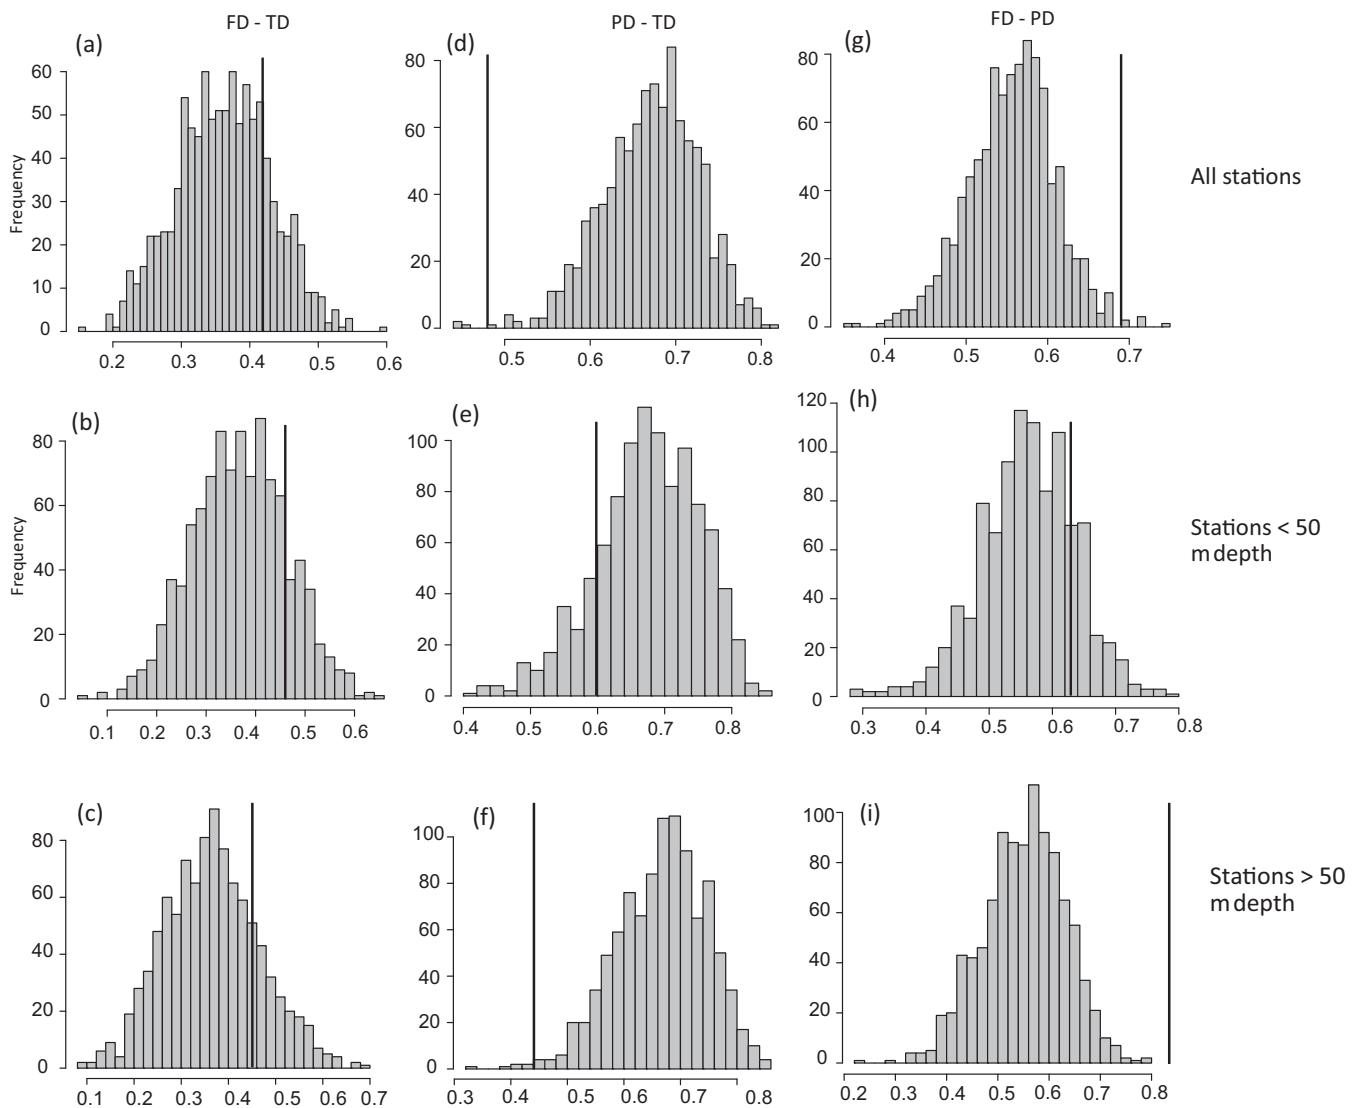 FD - TD
PD - TD
FD - PD
(a)
(d)
(g)
Frequency
60
50
40
30
20
10
0
0.2 0.3 0.4 0.5 0.6
80
60
40
20
0
0.5 0.6 0.7 0.8
80
60
40
20
0
0.4 0.5 0.6 0.7
All stations
(b)
(e)
(h)
Frequency
80
60
40
20
0
0.1 0.2 0.3 0.4 0.5 0.6
100
80
60
40
20
0
0.4 0.5 0.6 0.7 0.8
120
100
80
60
40
20
0
0.3 0.4 0.5 0.6 0.7 0.8
Stations < 50
m depth
(c)
(f)
(i)
80
60
40
20
0
0.1 0.2 0.3 0.4 0.5 0.6 0.7
100
80
60
40
20
0
0.3 0.4 0.5 0.6 0.7 0.8
100
80
60
40
20
0
0.2 0.3 0.4 0.5 0.6 0.7 0.8
Stations > 50
m depth